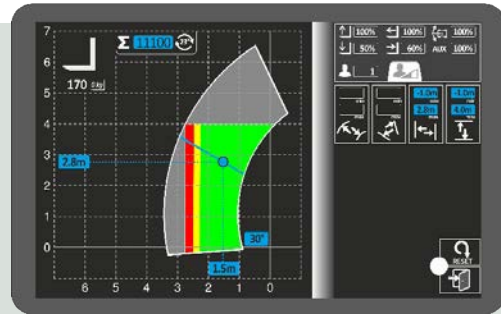 7
Σ 11100
170 kg
5
4
3
2.8m
2
1
0
30°
1.5m
6 5 4 3 2 1 0
100% 100% 100%
50% 60% AUX 100%
1
-1.0m -1.0m
2.8m 4.0m
RESET